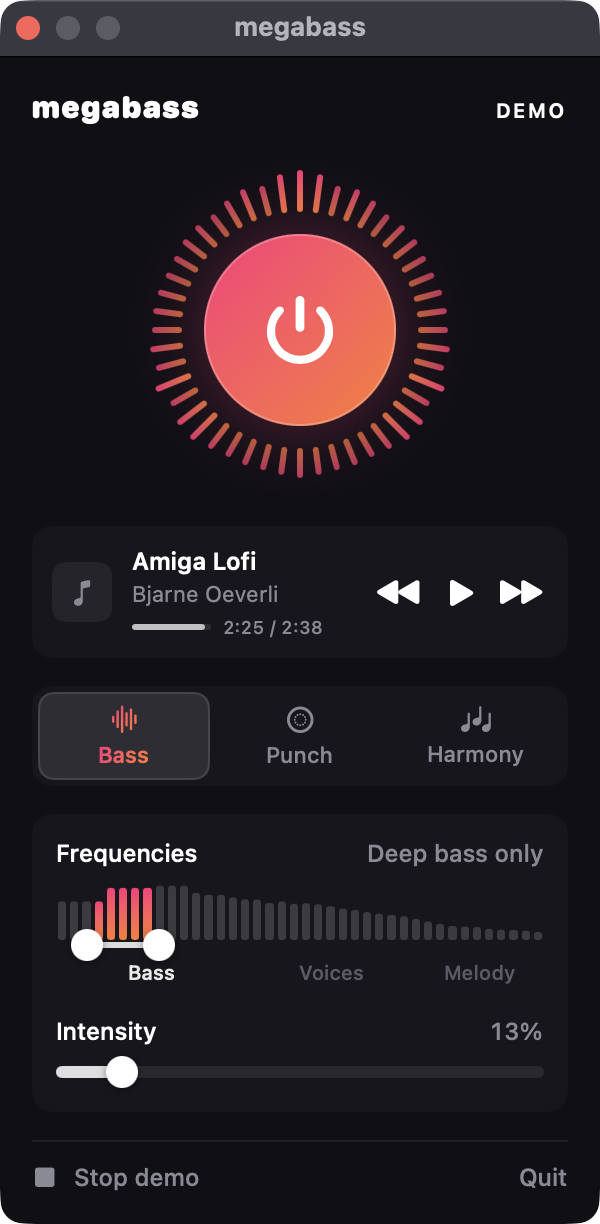 megabass
megabass
DEMO
Amiga Lofi
Bjarne Oeverli
2:25 / 2:38
Bass
Punch
Harmony
Frequencies
Deep bass only
Bass
Voices
Melody
Intensity
13%
Stop demo
Quit